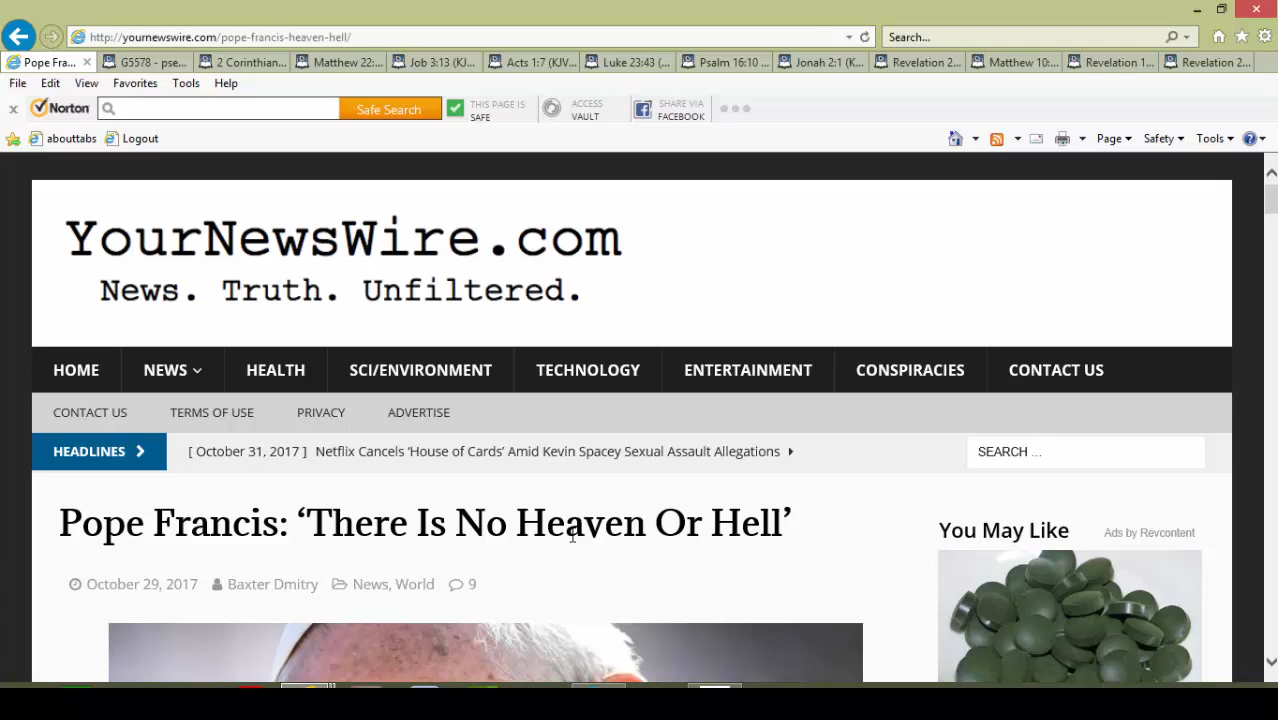 http://yournewswire.com/pope-francis-heaven-hell/
Search...
Pope Fra... G5578 - pse... 2 Corinthian... Matthew 22:... Job 3:13 (KJ... Acts 1:7 (KJV... Luke 23:43 (... Psalm 16:10 ... Jonah 2:1 (K... Revelation 2... Matthew 10:... Revelation 1... Revelation 2...
File Edit View Favorites Tools Help
x Norton Safe Search THIS PAGE IS SAFE ACCESS VAULT SHARE VIA FACEBOOK
abouttabs Logout Page Safety Tools
YourNewsWire.com
News. Truth. Unfiltered.
HOME NEWS HEALTH SCI/ENVIRONMENT TECHNOLOGY ENTERTAINMENT CONSPIRACIES CONTACT US
CONTACT US TERMS OF USE PRIVACY ADVERTISE
HEADLINES [ October 31, 2017 ] Netflix Cancels ‘House of Cards’ Amid Kevin Spacey Sexual Assault Allegations SEARCH …
Pope Francis: ‘There Is No Heaven Or Hell’
You May Like Ads by Revcontent
October 29, 2017 Baxter Dmitry News, World 9